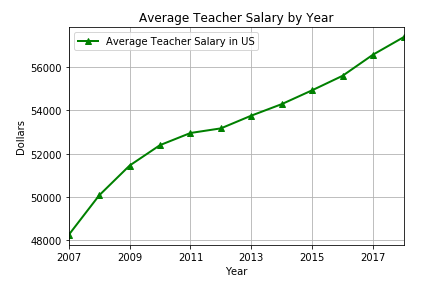 Average Teacher Salary by Year
Average Teacher Salary in US
Dollars
56000
54000
52000
50000
48000
2007
2009
2011
2013
2015
2017
Year